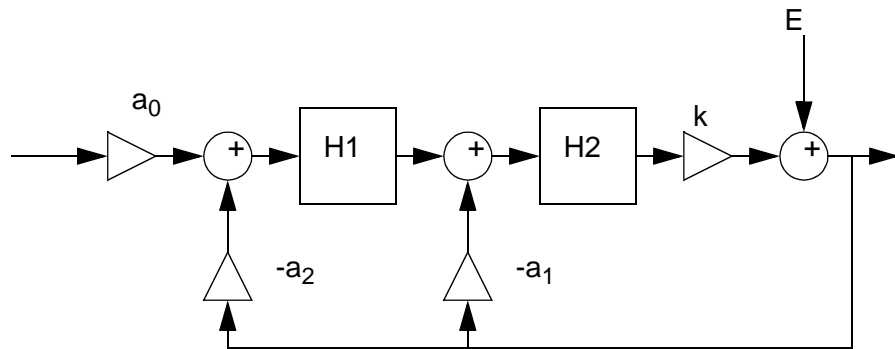 E
a₀
k
+
H1
+
H2
+
-a₂
-a₁